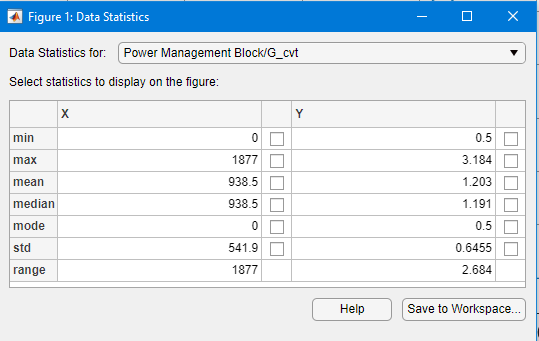 Figure 1: Data Statistics
Data Statistics for: Power Management Block/G_cvt
Select statistics to display on the figure:
X Y
min 0 0.5
max 1877 3.184
mean 938.5 1.203
median 938.5 1.191
mode 0 0.5
std 541.9 0.6455
range 1877 2.684
Help Save to Workspace...